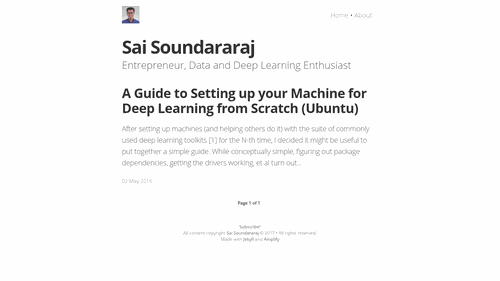 Home • About
Sai Soundararaj
Entrepreneur, Data and Deep Learning Enthusiast
A Guide to Setting up your Machine for
Deep Learning from Scratch (Ubuntu)
After setting up machines (and helping others do it) with the suite of commonly
used deep learning toolkits [1] for the N-th time, I decided it might be useful to
put together a simple guide. While conceptually simple, figuring out package
dependencies, getting the drivers working, et al turn out...
02 May 2016
Page 1 of 1
"subscribe"
All content copyright Sai Soundararaj © 2017 • All rights reserved.
Made with Jekyll and Amplify